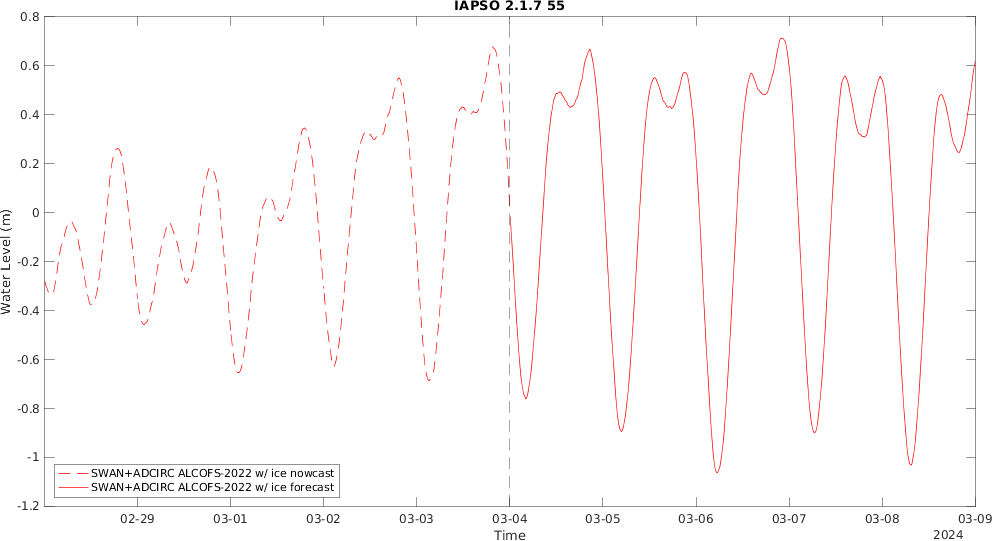 IAPSO 2.1.7 55
0.8
0.6
0.4
0.2
0
-0.2
-0.4
-0.6
-0.8
-1
-1.2
Water Level (m)
SWAN+ADCIRC ALCOFS-2022 w/ ice nowcast
SWAN+ADCIRC ALCOFS-2022 w/ ice forecast
02-29 03-01 03-02 03-03 03-04 03-05 03-06 03-07 03-08 03-09
Time
2024